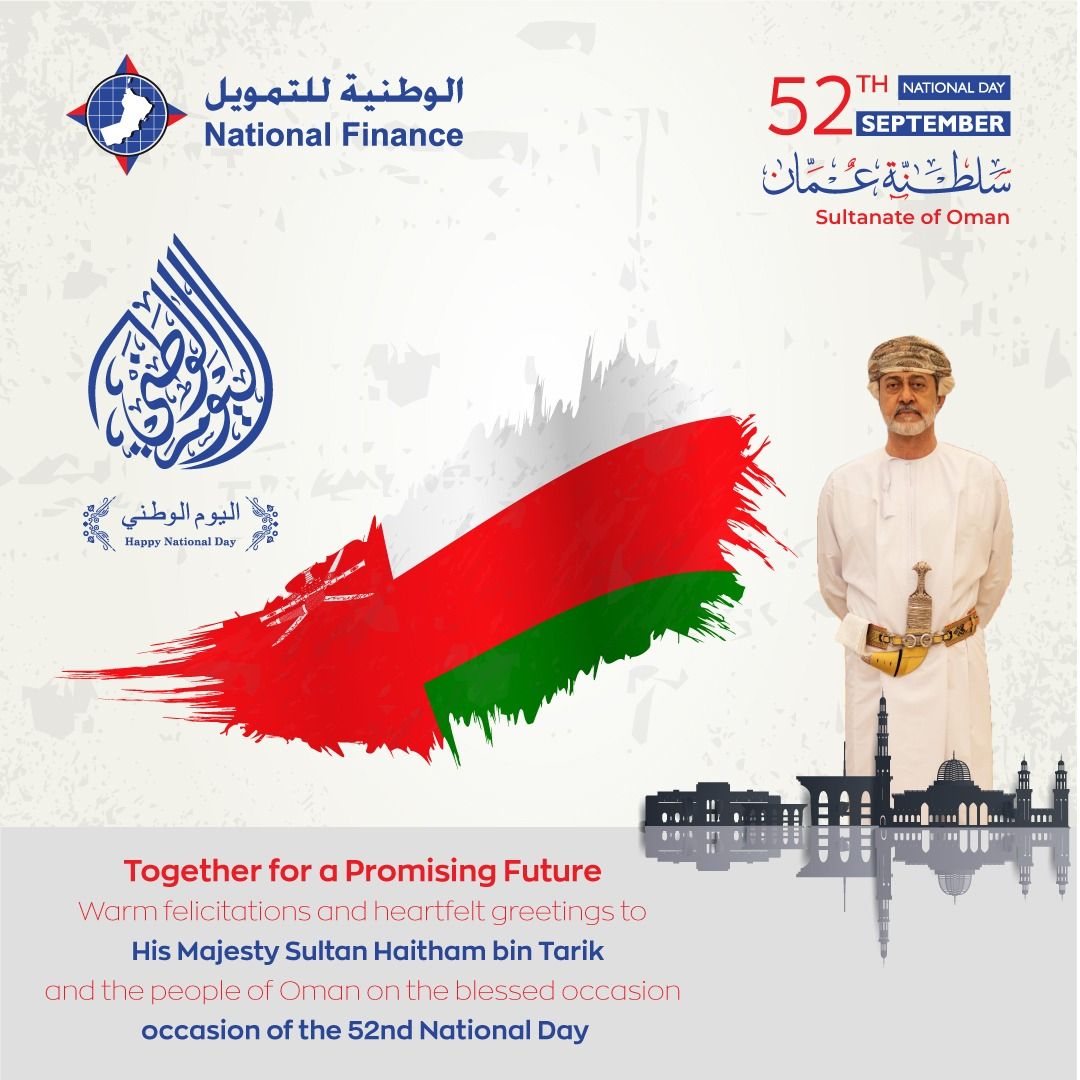 الوطنية للتمويل
National Finance
52TH NATIONAL DAY
SEPTEMBER
سلطنة عُمان
Sultanate of Oman
اليوم الوطني
اليوم الوطني
Happy National Day
Together for a Promising Future
Warm felicitations and heartfelt greetings to
His Majesty Sultan Haitham bin Tarik
and the people of Oman on the blessed occasion
occasion of the 52nd National Day